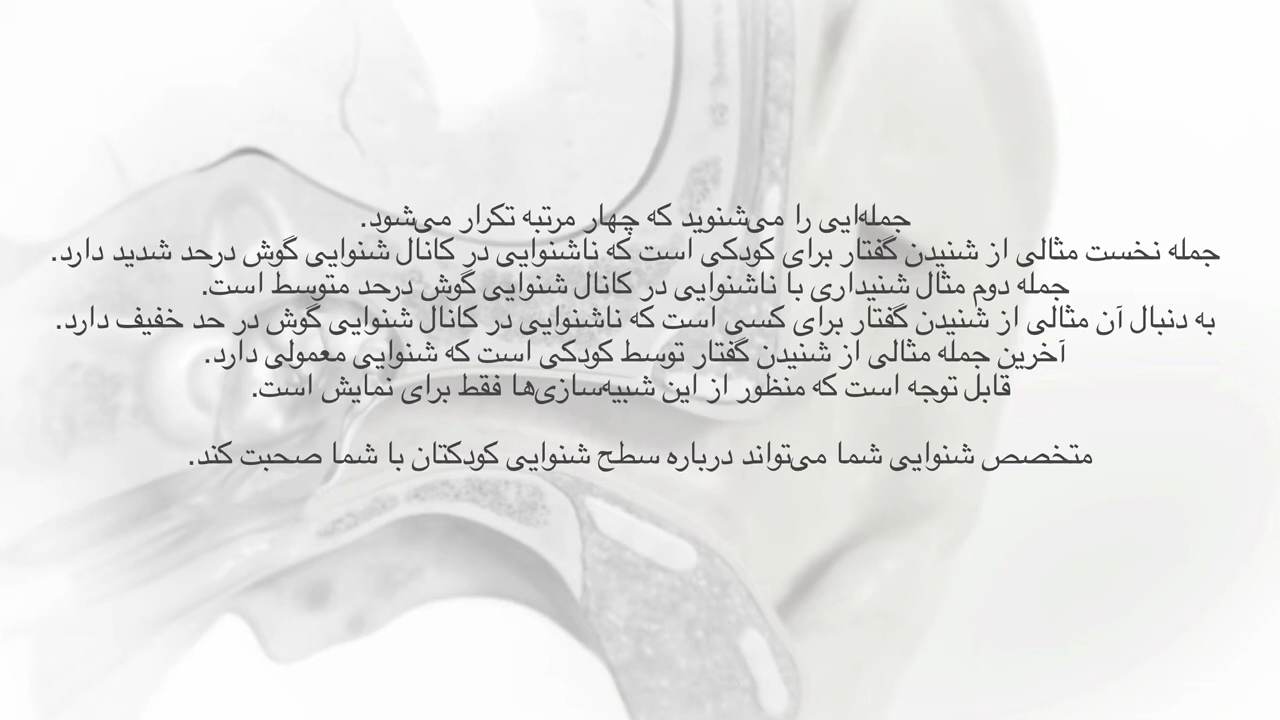 جمله‌ایی را می‌شنوید که چهار مرتبه تکرار می‌شود.
جمله نخست مثالی از شنیدن گفتار برای کودکی است که ناشنوایی در کانال شنوایی گوش درحد شدید دارد.
جمله دوم مثال شنیداری با ناشنوایی در کانال شنوایی گوش درحد متوسط است.
به دنبال آن مثالی از شنیدن گفتار برای کسی است که ناشنوایی در کانال شنوایی گوش در حد خفیف دارد.
آخرین جمله مثالی از شنیدن گفتار توسط کودکی است که شنوایی معمولی دارد.
قابل توجه است که منظور از این شبیه‌سازی‌ها فقط برای نمایش است.
متخصص شنوایی شما می‌تواند درباره سطح شنوایی کودکتان با شما صحبت کند.